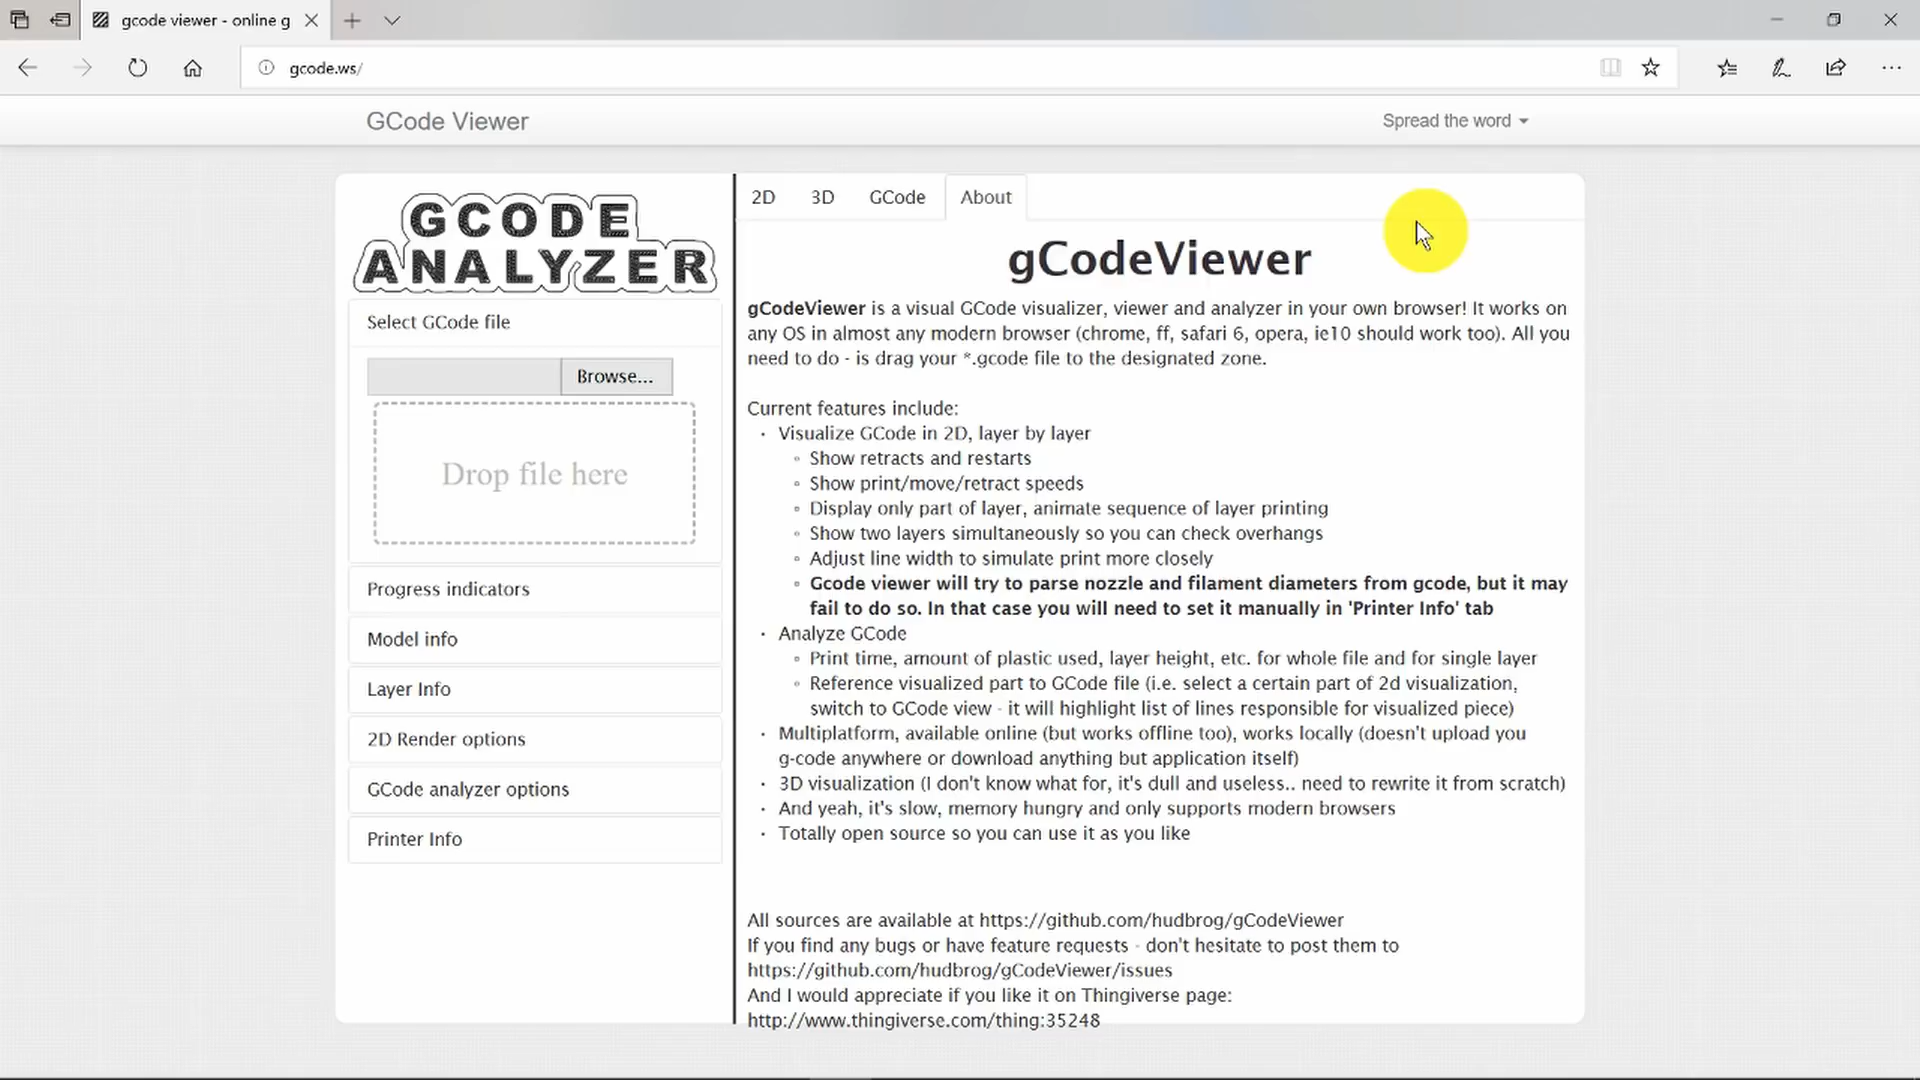 gcode viewer - online g
gcode.ws/
GCode Viewer
Spread the word
GCODE
ANALYZER
Select GCode file
Browse...
Drop file here
Progress indicators
Model info
Layer Info
2D Render options
GCode analyzer options
Printer Info
2D 3D GCode About
gCodeViewer
gCodeViewer is a visual GCode visualizer, viewer and analyzer in your own browser! It works on
any OS in almost any modern browser (chrome, ff, safari 6, opera, ie10 should work too). All you
need to do - is drag your *.gcode file to the designated zone.
Current features include:
· Visualize GCode in 2D, layer by layer
◦ Show retracts and restarts
◦ Show print/move/retract speeds
◦ Display only part of layer, animate sequence of layer printing
◦ Show two layers simultaneously so you can check overhangs
◦ Adjust line width to simulate print more closely
◦ Gcode viewer will try to parse nozzle and filament diameters from gcode, but it may
fail to do so. In that case you will need to set it manually in 'Printer Info' tab
· Analyze GCode
◦ Print time, amount of plastic used, layer height, etc. for whole file and for single layer
◦ Reference visualized part to GCode file (i.e. select a certain part of 2d visualization,
switch to GCode view - it will highlight list of lines responsible for visualized piece)
· Multiplatform, available online (but works offline too), works locally (doesn't upload you
g-code anywhere or download anything but application itself)
· 3D visualization (I don't know what for, it's dull and useless.. need to rewrite it from scratch)
· And yeah, it's slow, memory hungry and only supports modern browsers
· Totally open source so you can use it as you like
All sources are available at https://github.com/hudbrog/gCodeViewer
If you find any bugs or have feature requests - don't hesitate to post them to
https://github.com/hudbrog/gCodeViewer/issues
And I would appreciate if you like it on Thingiverse page:
http://www.thingiverse.com/thing:35248